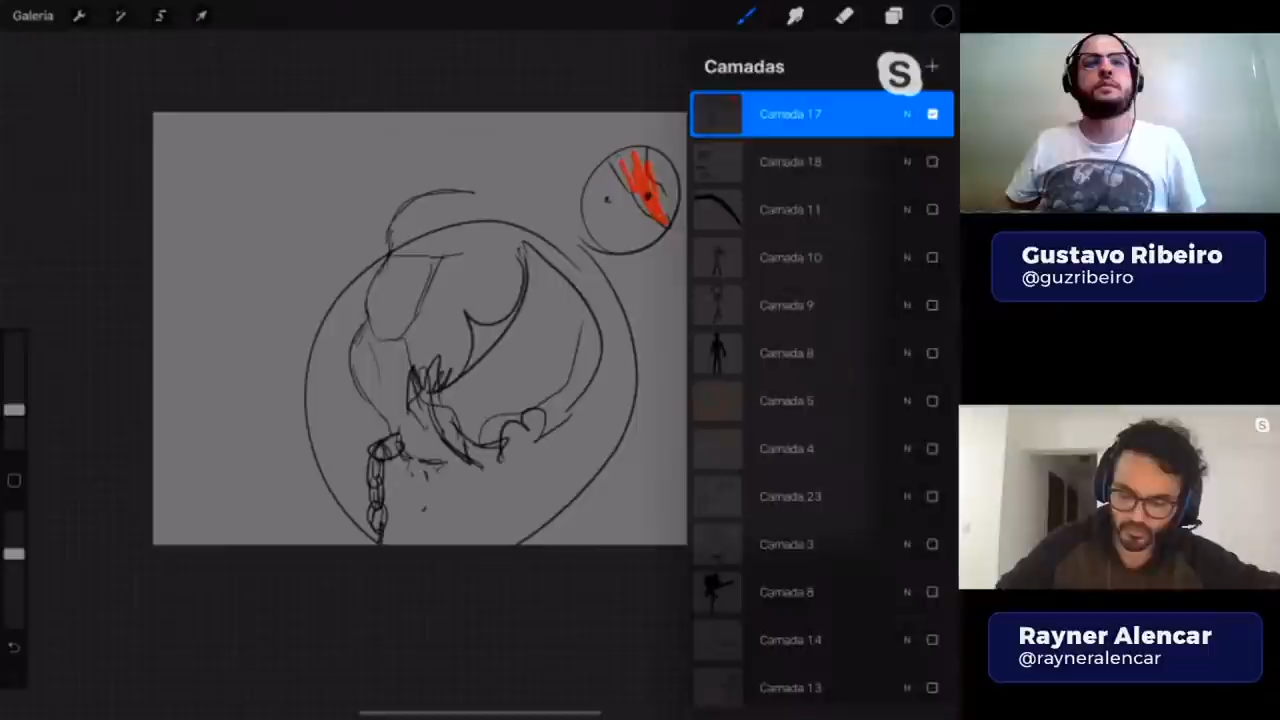 Galeria
Camadas
Camada 17 N
Camada 18 N
Camada 11 N
Camada 10 N
Camada 9 N
Camada 8 N
Camada 5 N
Camada 4 N
Camada 23 N
Camada 3 N
Camada 8 N
Camada 14 N
Camada 13 N
S
Gustavo Ribeiro
@guzribeiro
S
Rayner Alencar
@rayneralencar